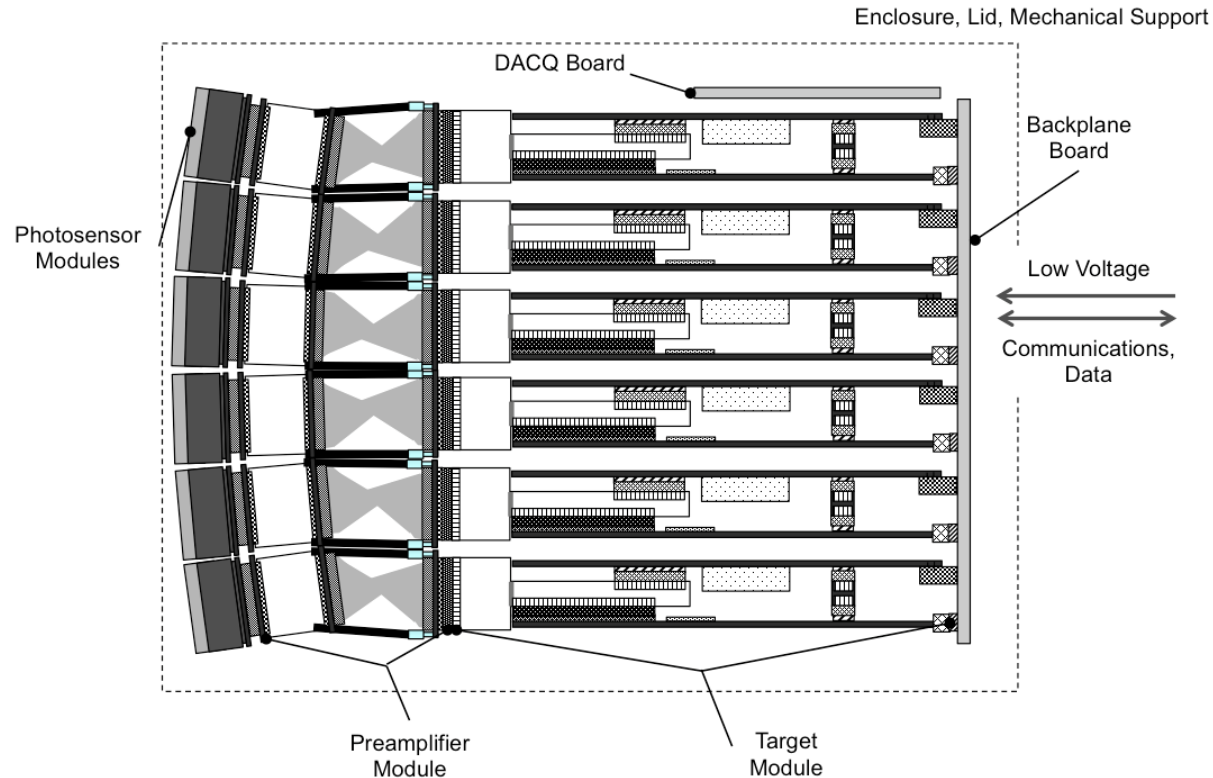 Enclosure, Lid, Mechanical Support
DACQ Board
Backplane
Board
Photosensor
Modules
Low Voltage
Communications,
Data
Preamplifier
Module
Target
Module